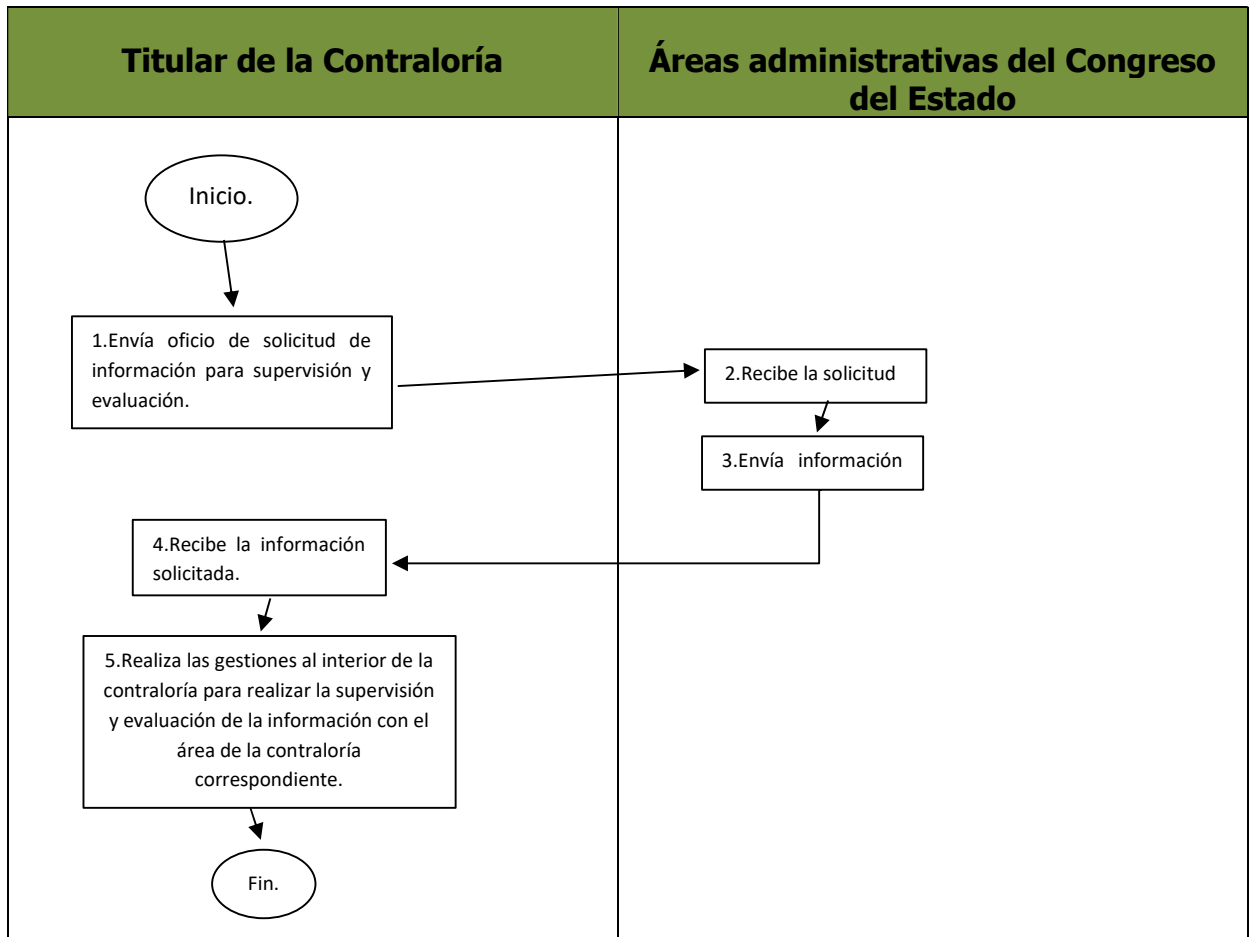 Titular de la Contraloría
Áreas administrativas del Congreso
del Estado
Inicio.
1.Envía oficio de solicitud de
información para supervisión y
evaluación.
2.Recibe la solicitud
3.Envía información
4.Recibe la información
solicitada.
5.Realiza las gestiones al interior de la
contraloría para realizar la supervisión
y evaluación de la información con el
área de la contraloría
correspondiente.
Fin.